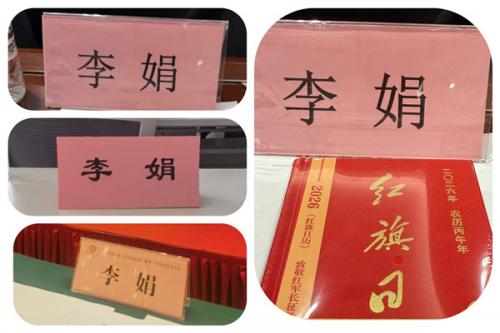 李 娟
李 娟
李 娟
李 娟
二〇二六年 农历丙午年
红旗日
2026
《红旗日历》
致敬红军长征